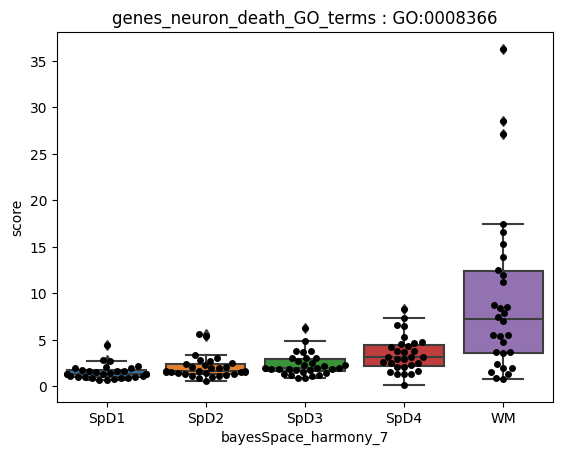 genes_neuron_death_GO_terms : GO:0008366
score
35
30
25
20
15
10
5
0
SpD1 SpD2 SpD3 SpD4 WM
bayesSpace_harmony_7